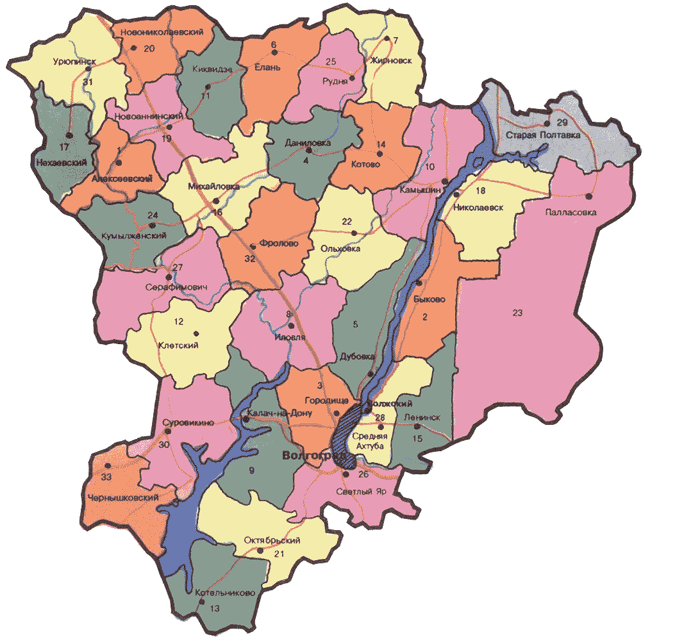 Новониколаевский
20
6
7
Урюпинск
31
Киквидзе
11
Елань
25
Рудня
Жирновск
Новоаннинский
19
29
Старая Полтавка
17
Нехаевский
1
Алексеевский
Даниловка
4
14
Котово
10
Камышин
18
Николаевск
Палласовка
Михайловка
16
24
Кумылженский
22
Ольховка
Фролово
32
27
Серафимович
Быково
2
23
12
Клетский
8
Иловля
5
Дубовка
3
Городище
Волжский
28
Средняя
Ахтуба
Ленинск
15
Калач-на-Дону
Суровикино
30
Волгоград
9
26
Светлый Яр
33
Чернышковский
Октябрьский
21
Котельниково
13